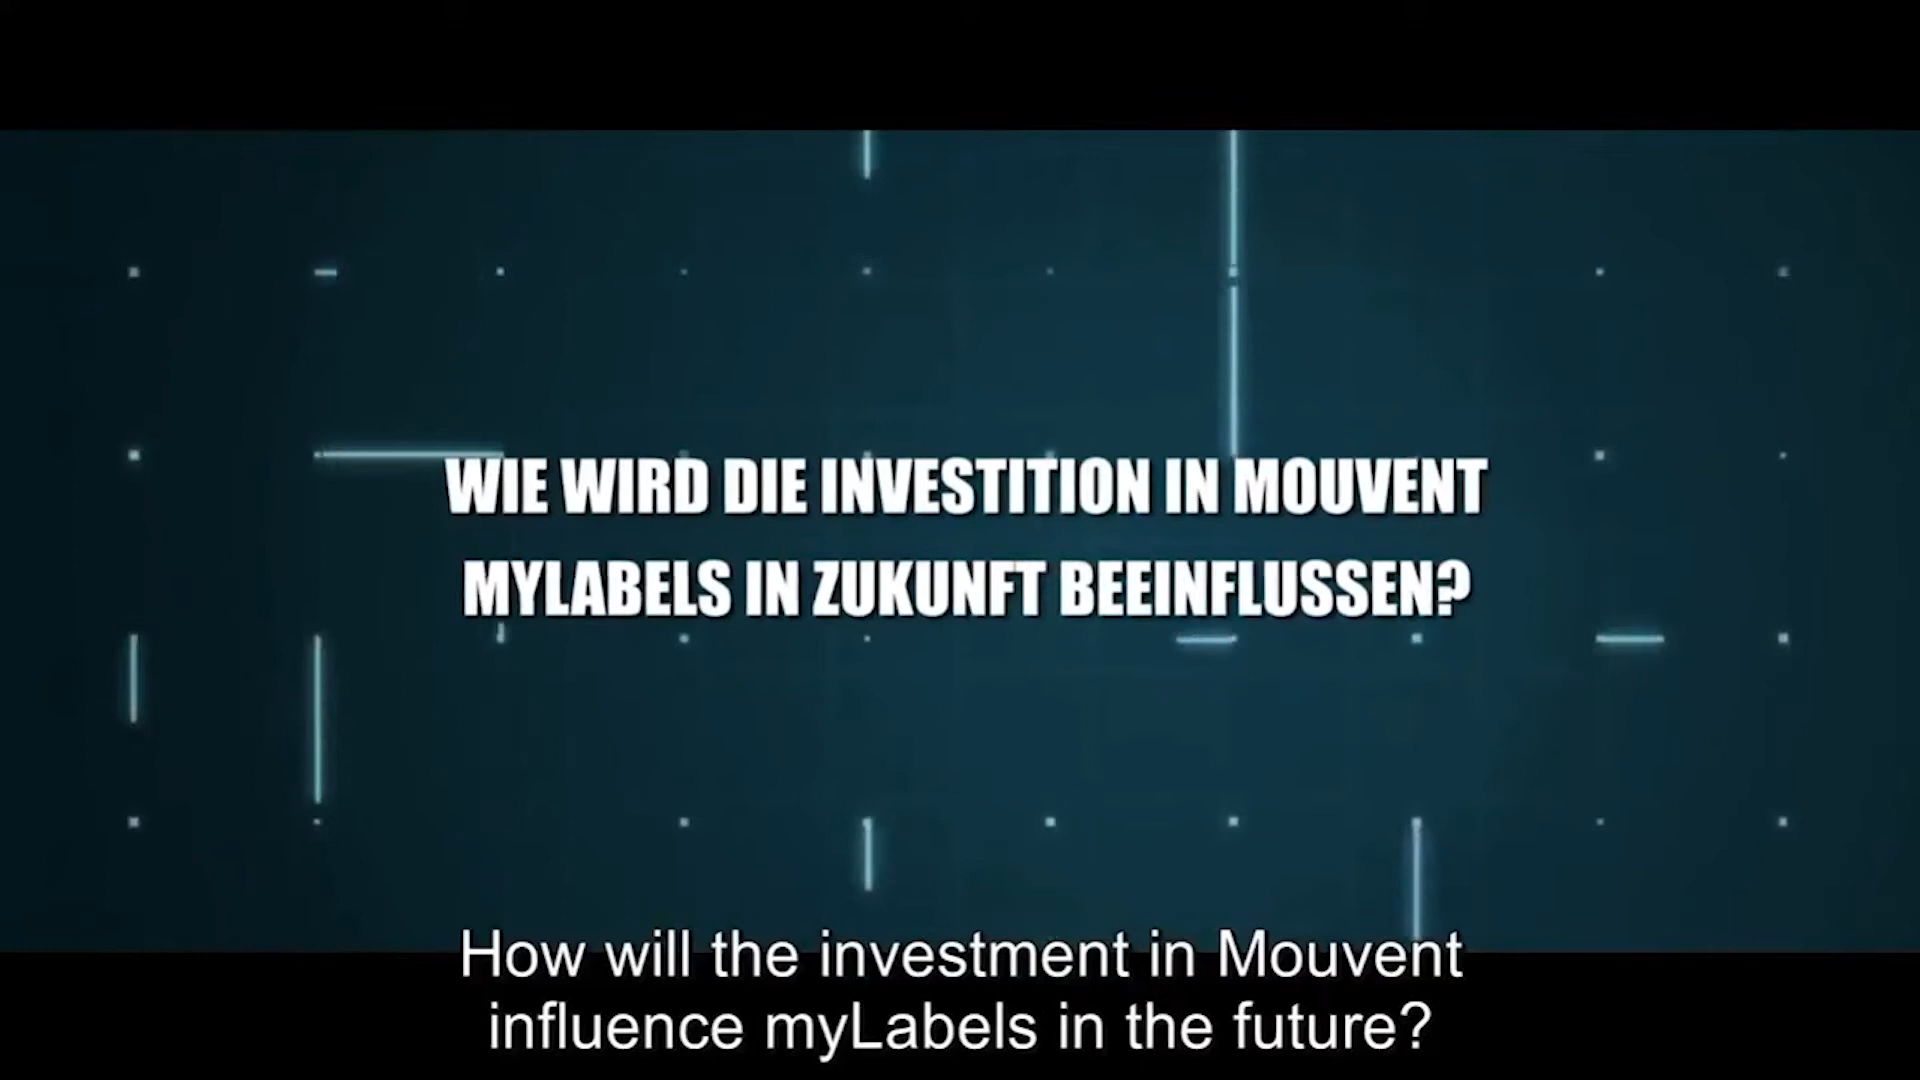 WIE WIRD DIE INVESTITION IN MOUVENT
MYLABELS IN ZUKUNFT BEEINFLUSSEN?
How will the investment in Mouvent
influence myLabels in the future?